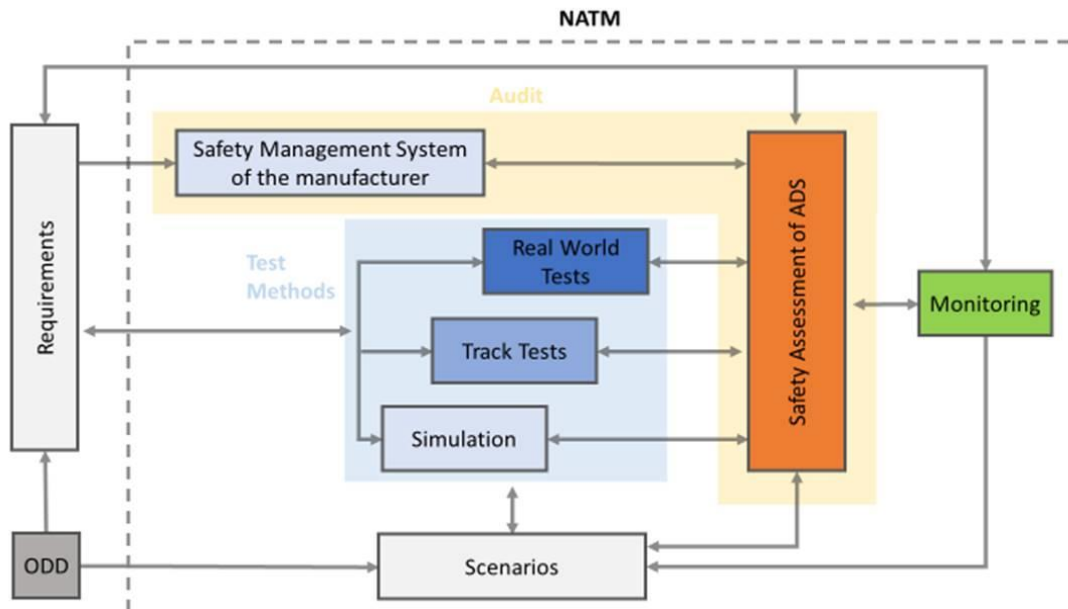 NATM
Audit
Safety Management System
of the manufacturer
Requirements
Test
Methods
Real World
Tests
Track Tests
Simulation
Safety Assessment of ADS
Monitoring
ODD
Scenarios